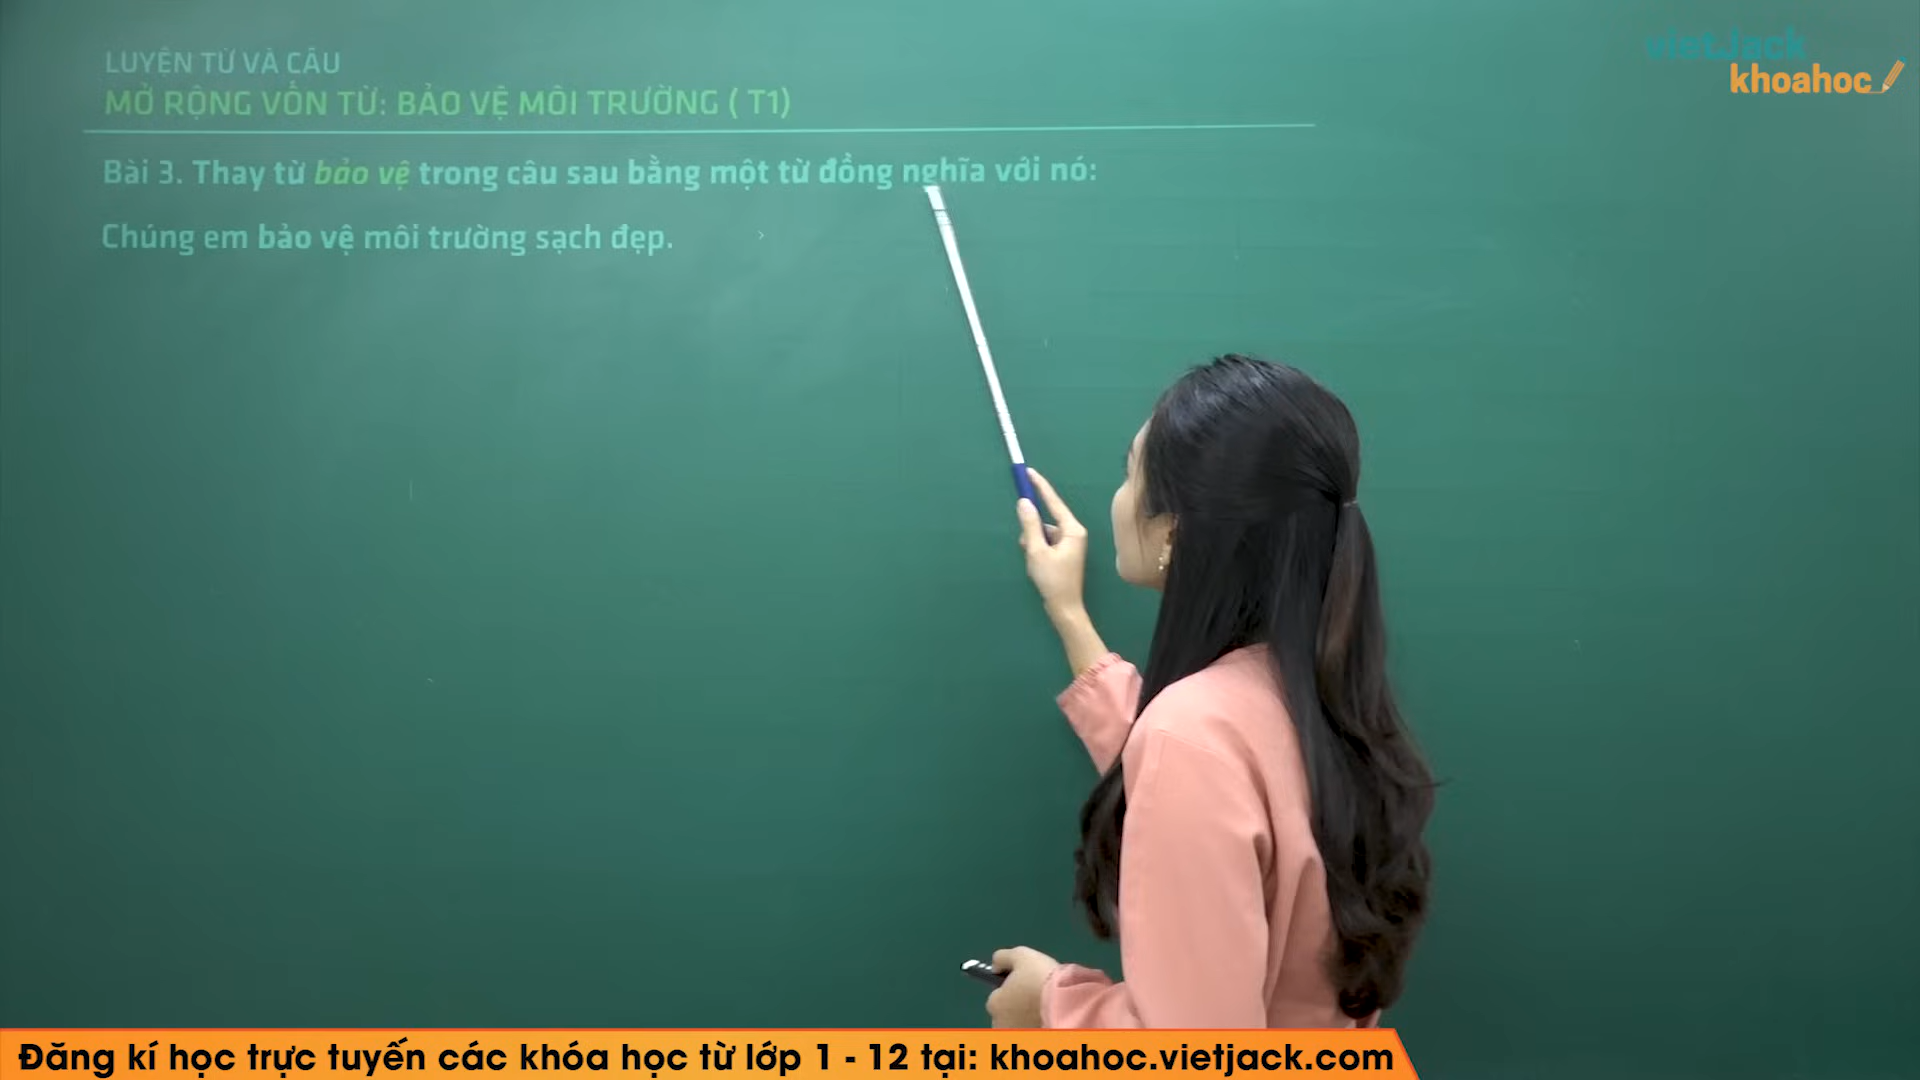 LUYỆN TỪ VÀ CÂU
MỞ RỘNG VỐN TỪ: BẢO VỆ MÔI TRƯỜNG ( T1)
Bài 3. Thay từ bảo vệ trong câu sau bằng một từ đồng nghĩa với nó:
Chúng em bảo vệ môi trường sạch đẹp.
vietJack
khoahoc
Đăng kí học trực tuyến các khóa học từ lớp 1 - 12 tại: khoahoc.vietjack.com